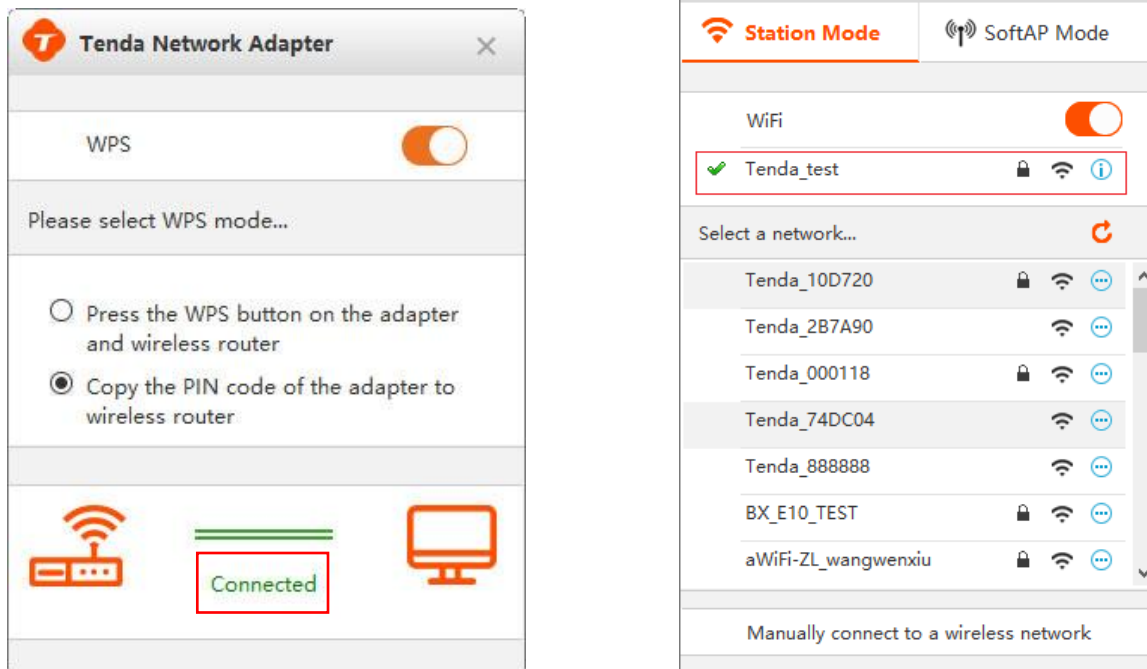 Tenda Network Adapter
WPS
Please select WPS mode...
Press the WPS button on the adapter
and wireless router
Copy the PIN code of the adapter to
wireless router
Connected
Station Mode
SoftAP Mode
WiFi
Tenda_test
Select a network...
Tenda_10D720
Tenda_2B7A90
Tenda_000118
Tenda_74DC04
Tenda_888888
BX_E10_TEST
aWiFi-ZL_wangwenxiu
Manually connect to a wireless network